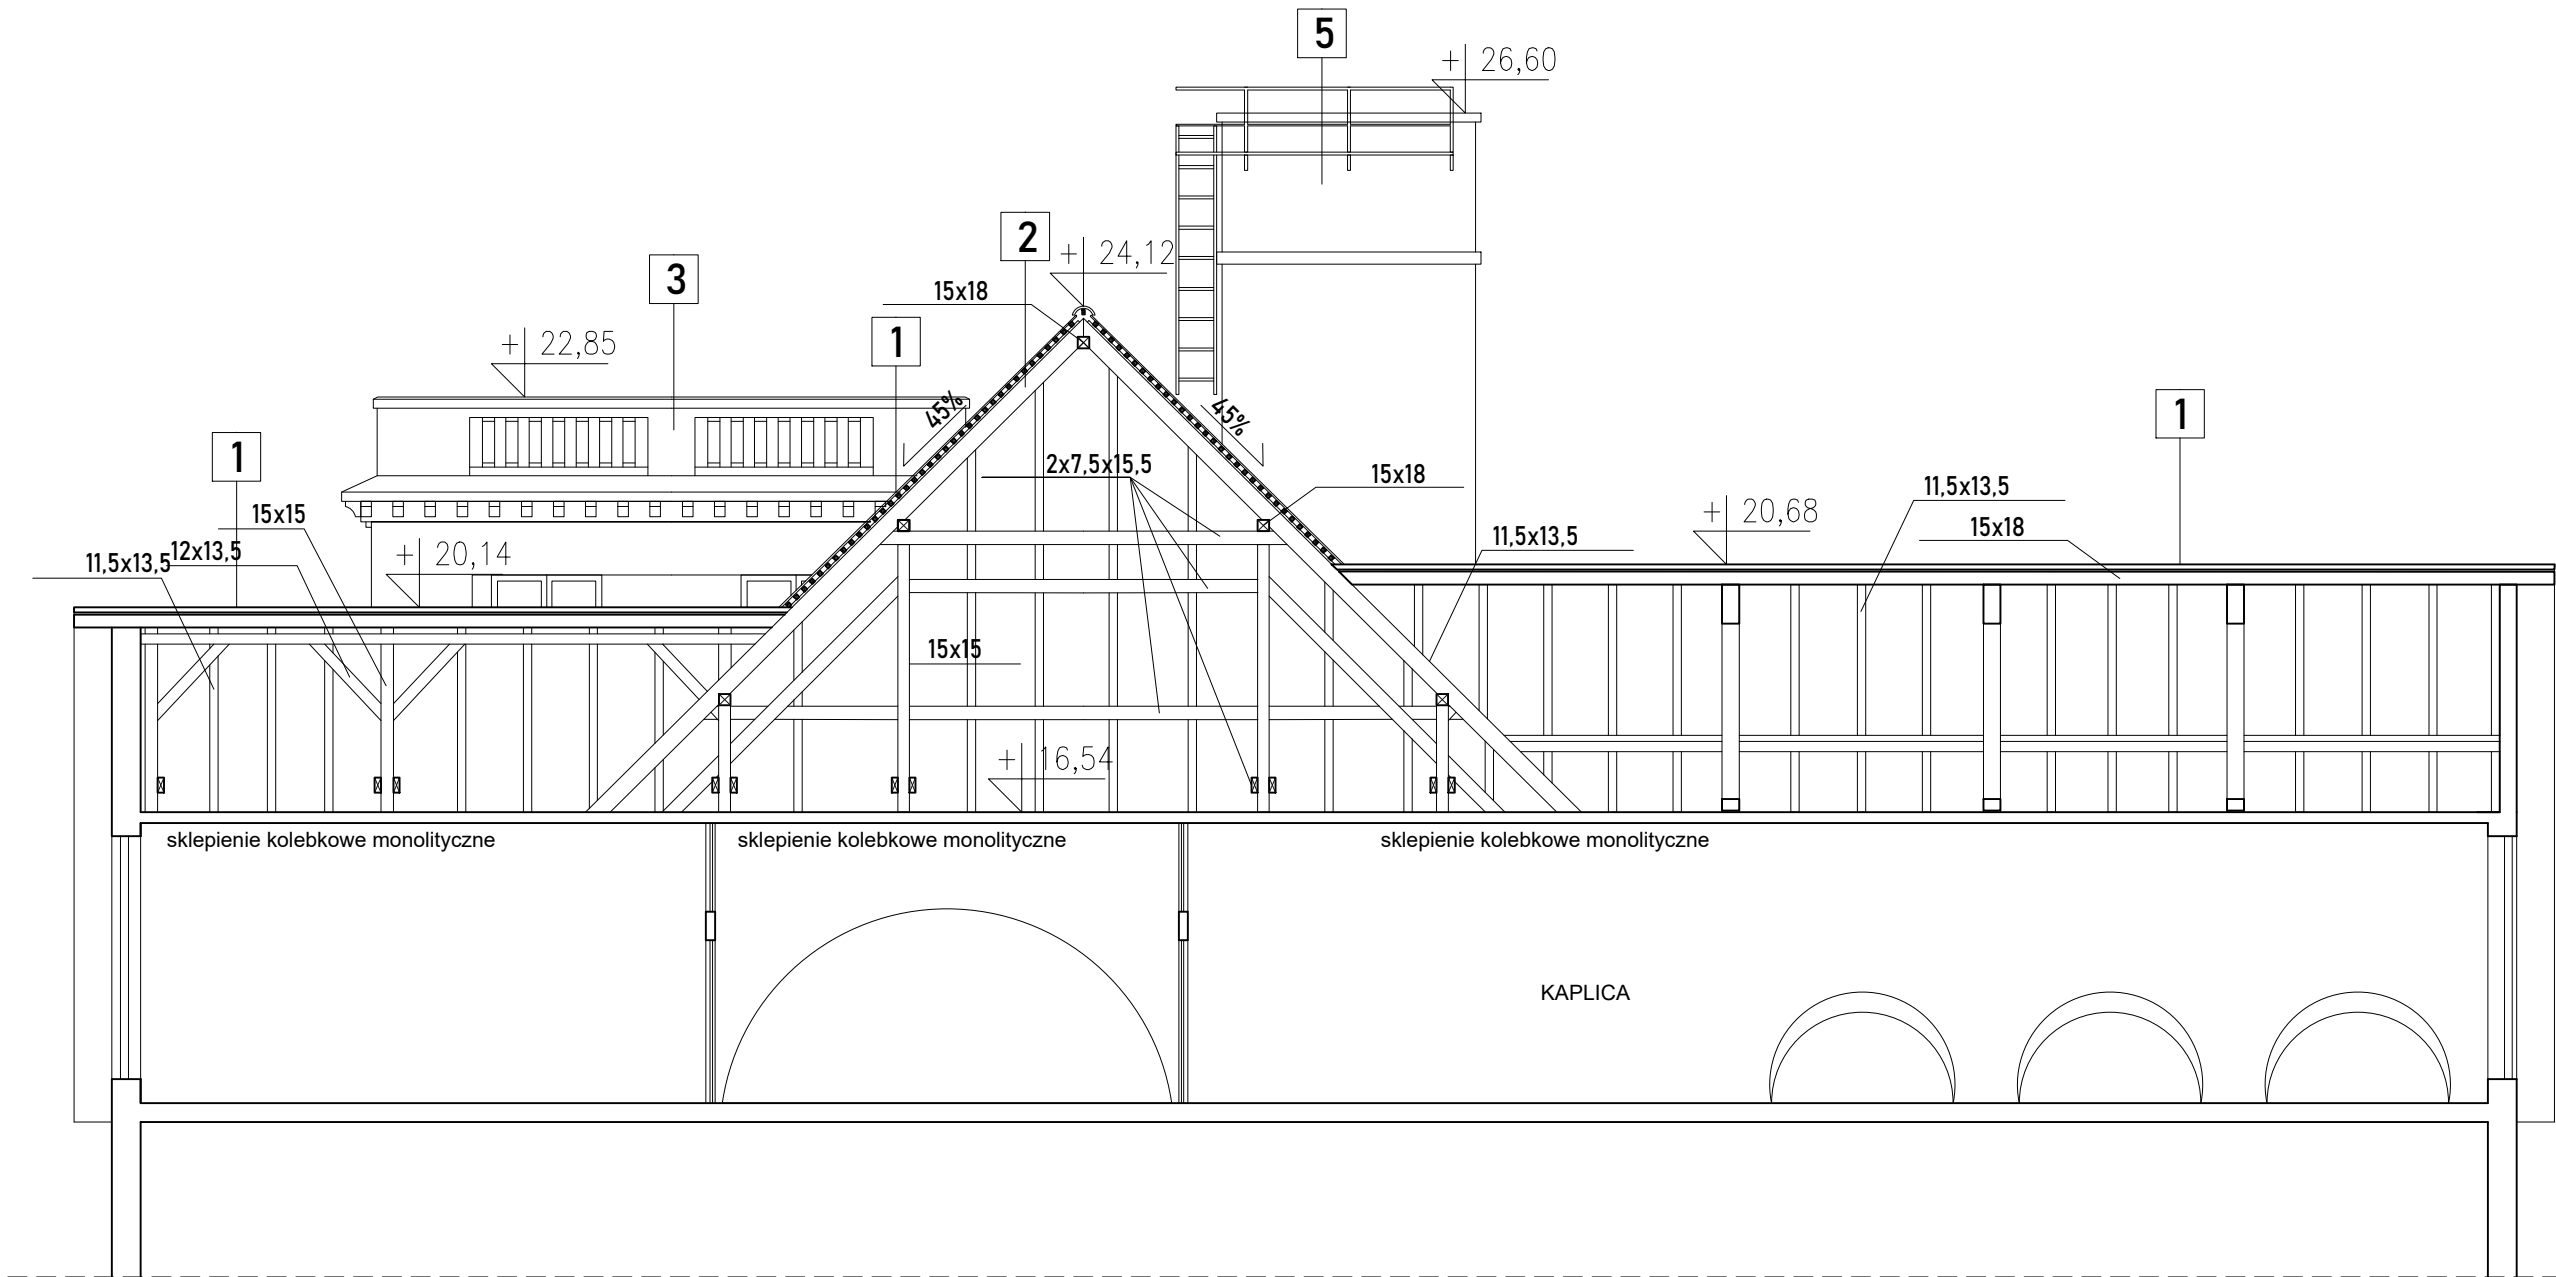 5
+ 26,60
2
+ 24,12
3
15x18
1
+ 22,85
45%
45%
1
1
2x7,5x15,5
15x18
11,5x13,5
15x15
+ 20,68
15x18
11,5x13,5
12x13,5
+ 20,14
11,5x13,5
15x15
+ 16,54
sklepienie kolebkowe monolityczne
sklepienie kolebkowe monolityczne
sklepienie kolebkowe monolityczne
KAPLICA